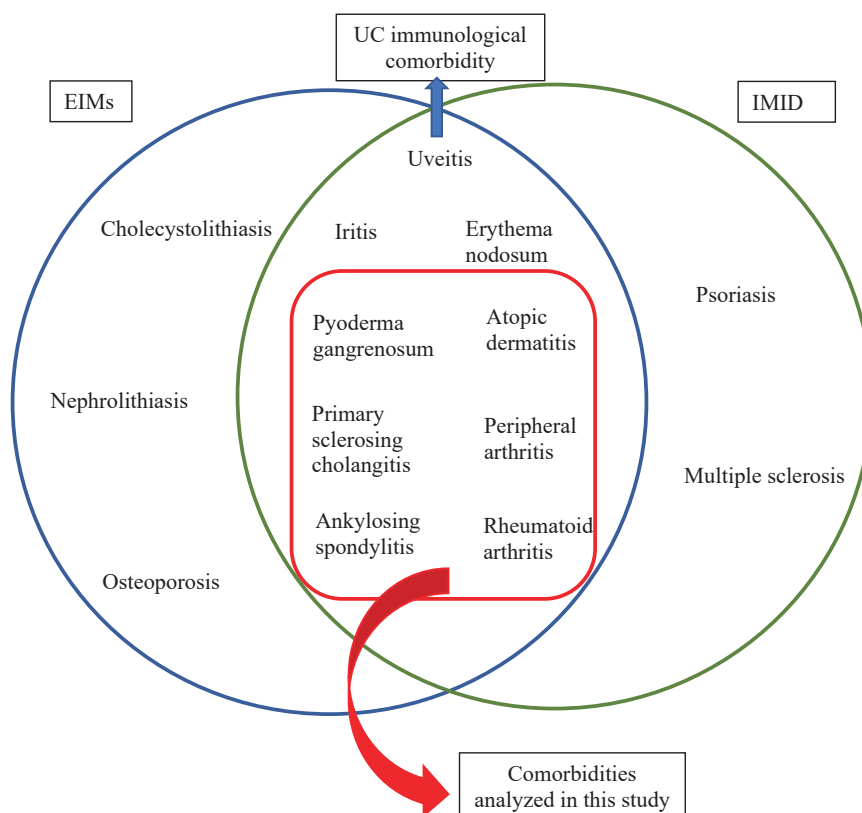 UC immunological
comorbidity
EIMs
IMID
Uveitis
Cholecystolithiasis
Iritis
Erythema
nodosum
Psoriasis
Pyoderma
gangrenosum
Atopic
dermatitis
Nephrolithiasis
Primary
sclerosing
cholangitis
Peripheral
arthritis
Multiple sclerosis
Ankylosing
spondylitis
Rheumatoid
arthritis
Osteoporosis
Comorbidities
analyzed in this study